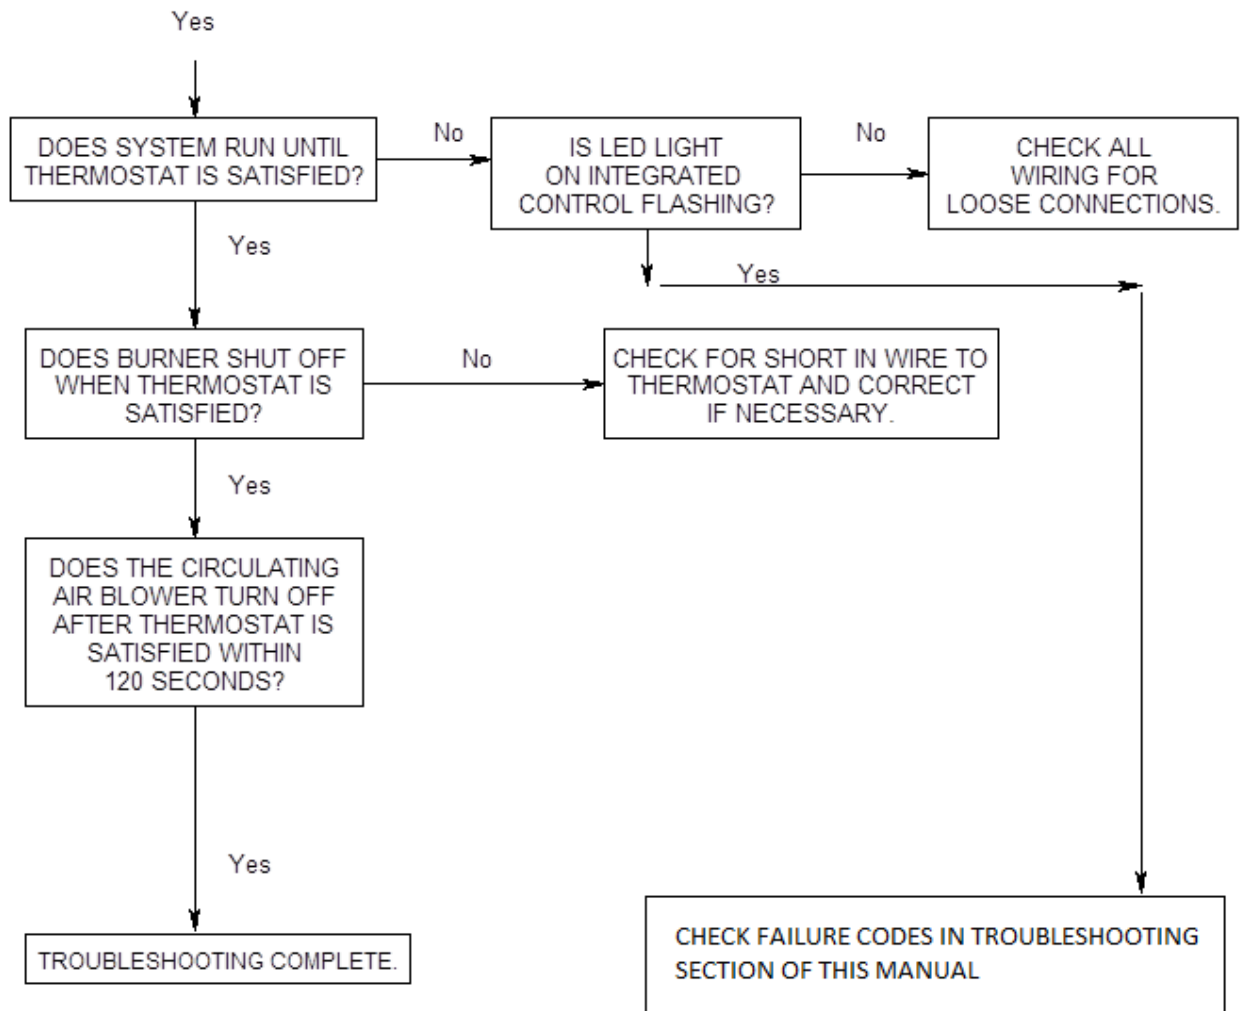 Yes
DOES SYSTEM RUN UNTIL
THERMOSTAT IS SATISFIED?
No
IS LED LIGHT
ON INTEGRATED
CONTROL FLASHING?
No
CHECK ALL
WIRING FOR
LOOSE CONNECTIONS.
Yes
Yes
DOES BURNER SHUT OFF
WHEN THERMOSTAT IS
SATISFIED?
No
CHECK FOR SHORT IN WIRE TO
THERMOSTAT AND CORRECT
IF NECESSARY.
Yes
DOES THE CIRCULATING
AIR BLOWER TURN OFF
AFTER THERMOSTAT IS
SATISFIED WITHIN
120 SECONDS?
Yes
TROUBLESHOOTING COMPLETE.
CHECK FAILURE CODES IN TROUBLESHOOTING
SECTION OF THIS MANUAL